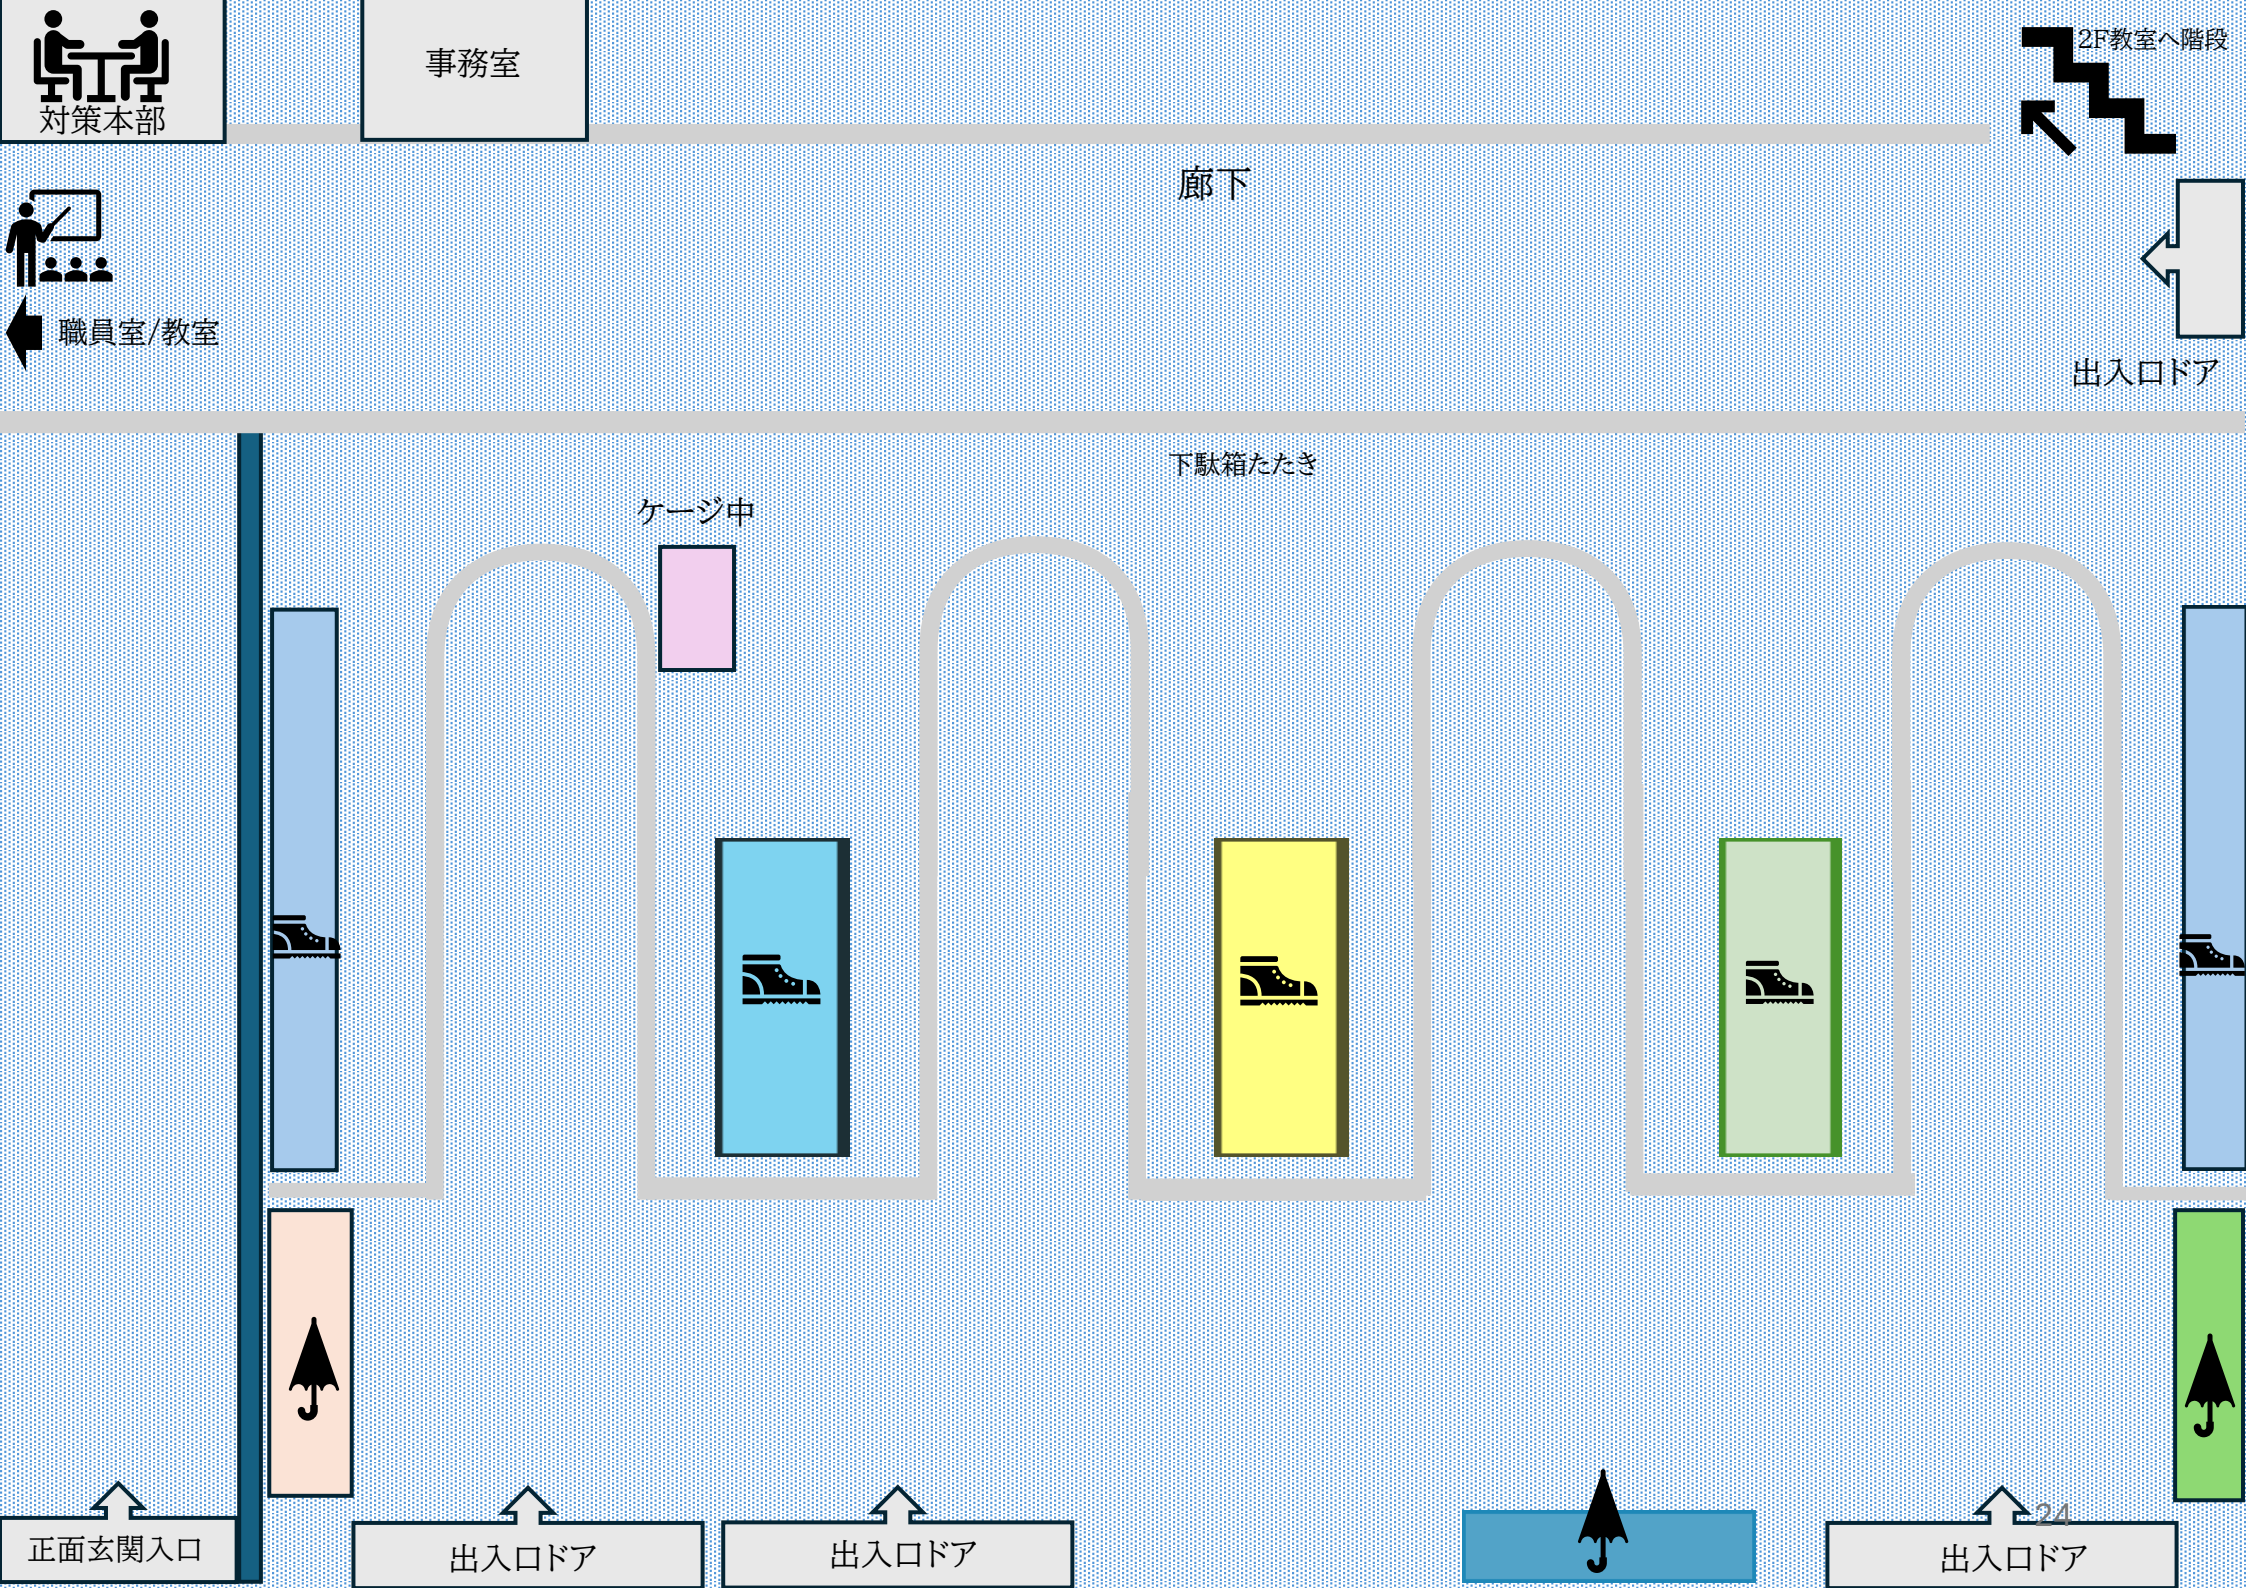 対策本部
事務室
2F教室へ階段
廊下
職員室/教室
出入口ドア
下駄箱たたき
ケージ中
24
正面玄関入口
出入口ドア
出入口ドア
出入口ドア